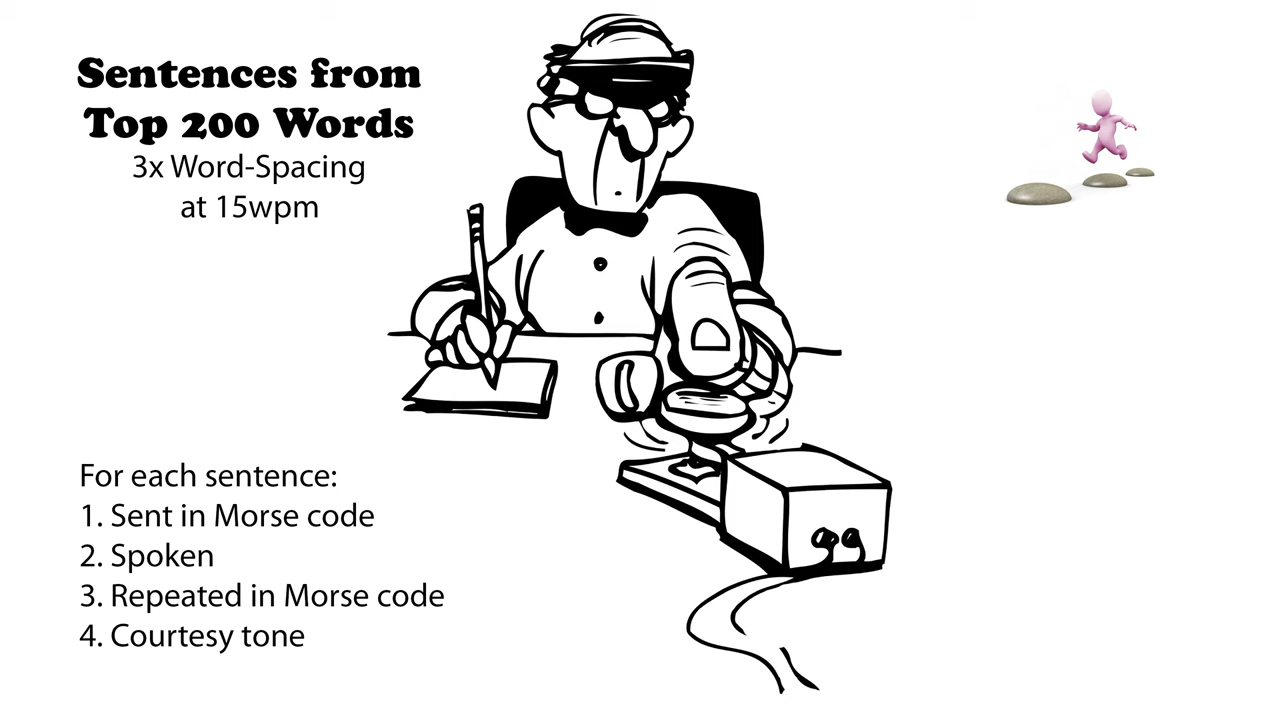 Sentences from
Top 200 Words
3x Word-Spacing
at 15wpm
For each sentence:
1. Sent in Morse code
2. Spoken
3. Repeated in Morse code
4. Courtesy tone